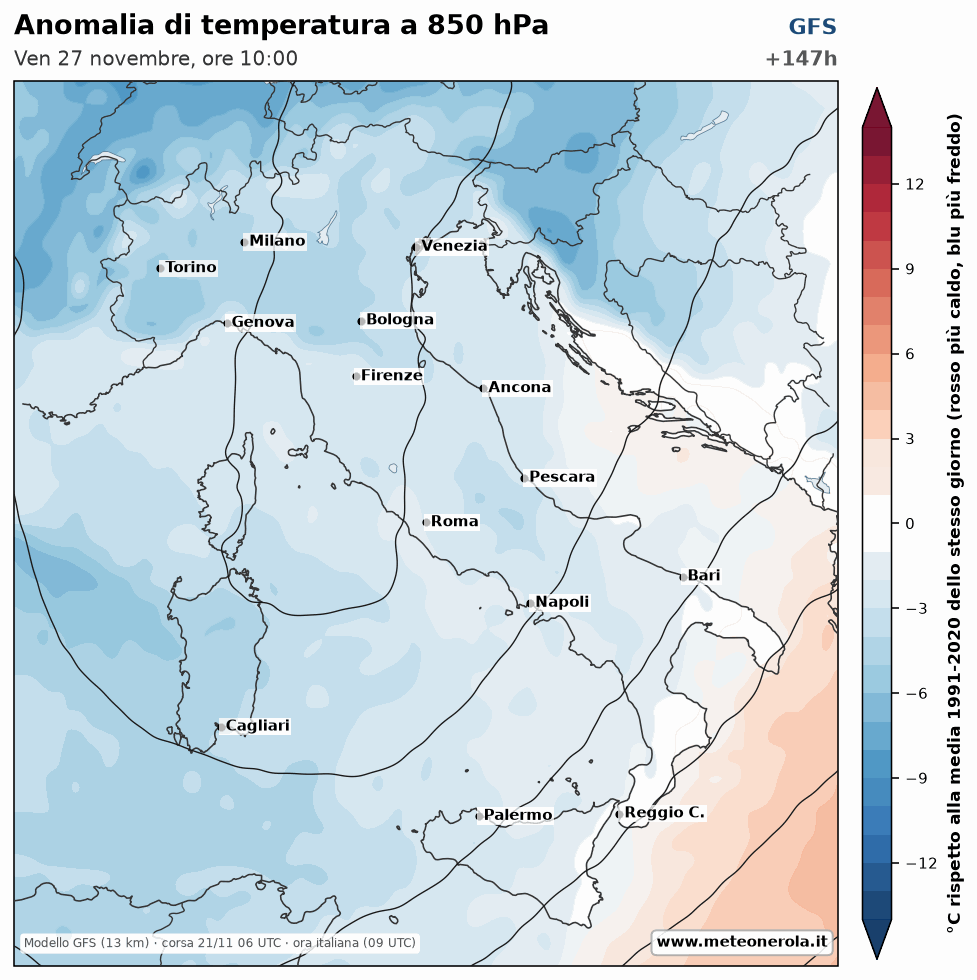 Anomalia di temperatura a 850 hPa
GFS
Ven 27 novembre, ore 10:00
+147h
Milano
Venezia
Torino
Genova
Bologna
Firenze
Ancona
Pescara
Roma
Bari
Napoli
Cagliari
Palermo
Reggio C.
12
9
6
3
0
−3
−6
−9
−12
°C rispetto alla media 1991-2020 dello stesso giorno (rosso più caldo, blu più freddo)
Modello GFS (13 km) · corsa 21/11 06 UTC · ora italiana (09 UTC)
www.meteonerola.it